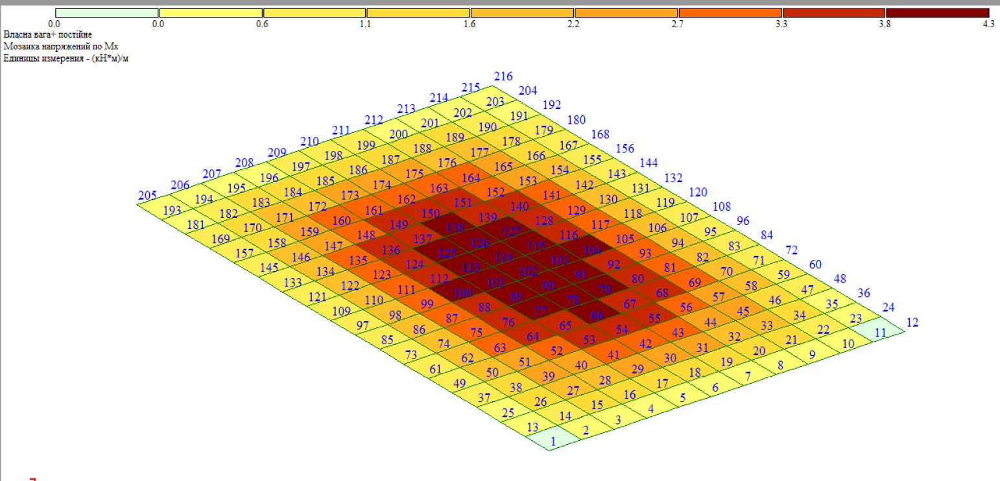 0.0 0.0 0.6 1.1 1.6 2.2 2.7 3.3 3.8 4.3
Власна вага+ постійне
Мозаика напряжений по Mx
Единицы измерения - (кН*м)/м
205 206 207 208 209 210 211 212 213 214 215 216
193 194 195 196 197 198 199 200 201 202 203 204
181 182 183 184 185 186 187 188 189 190 191 192
169 170 171 172 173 174 175 176 177 178 179 180
157 158 159 160 161 162 163 164 165 166 167 168
145 146 147 148 149 150 151 152 153 154 155 156
133 134 135 136 137 138 139 140 141 142 143 144
121 122 123 124 125 126 127 128 129 130 131 132
109 110 111 112 113 114 115 116 117 118 119 120
97 98 99 100 101 102 103 104 105 106 107 108
85 86 87 88 89 90 91 92 93 94 95 96
73 74 75 76 77 78 79 80 81 82 83 84
61 62 63 64 65 66 67 68 69 70 71 72
49 50 51 52 53 54 55 56 57 58 59 60
37 38 39 40 41 42 43 44 45 46 47 48
25 26 27 28 29 30 31 32 33 34 35 36
13 14 15 16 17 18 19 20 21 22 23 24
1 2 3 4 5 6 7 8 9 10 11 12